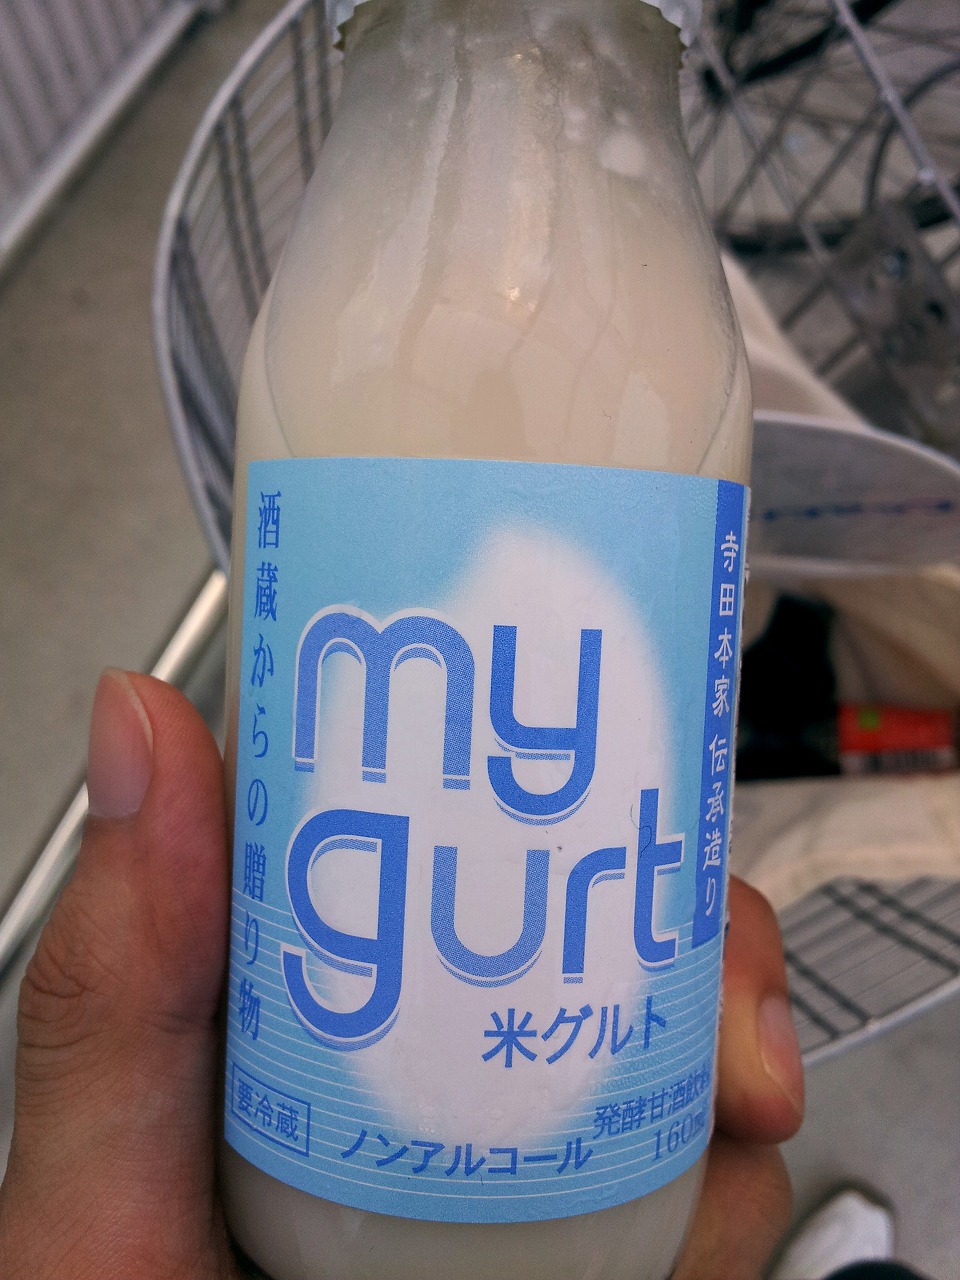 酒蔵からの贈り物
寺田本家 伝承造り
my
gurt
米グルト
要冷蔵
ノンアルコール
発酵甘酒飲料
160ml